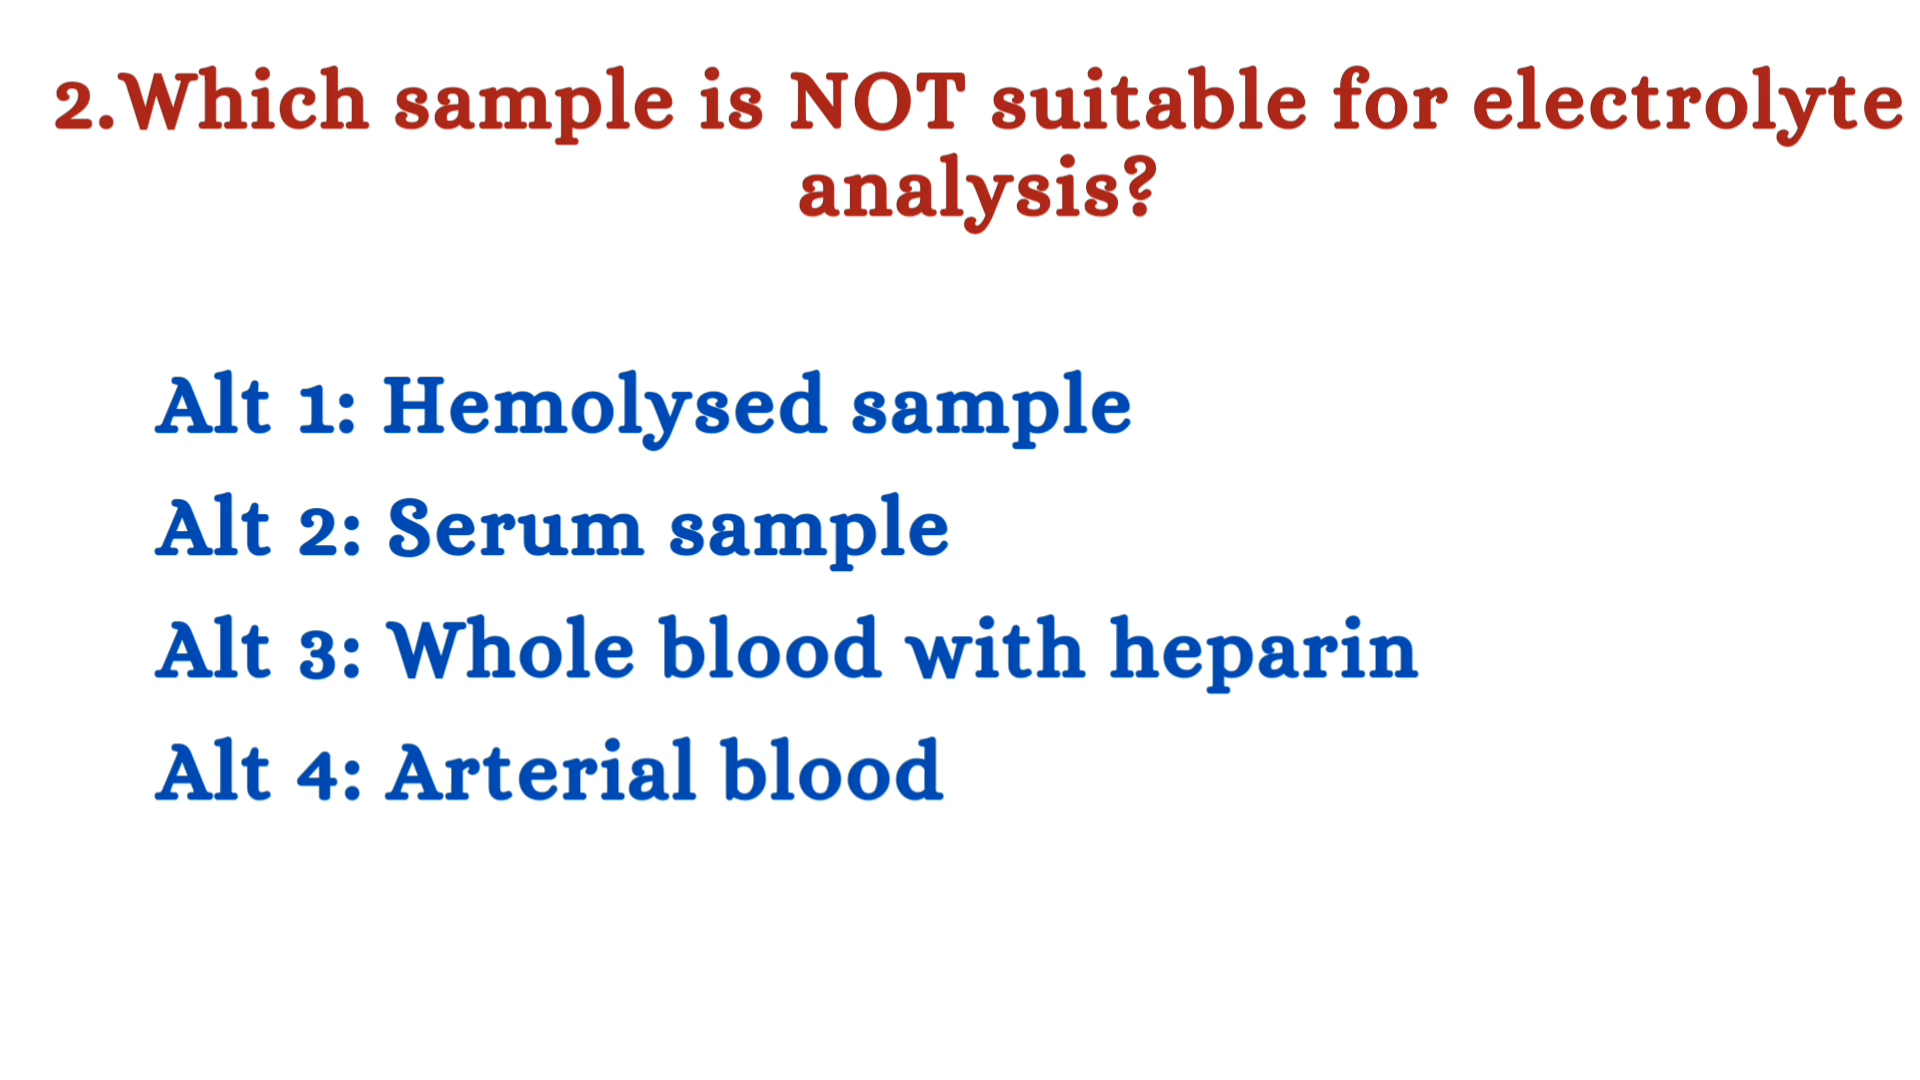 2.Which sample is NOT suitable for electrolyte
analysis?
Alt 1: Hemolysed sample
Alt 2: Serum sample
Alt 3: Whole blood with heparin
Alt 4: Arterial blood